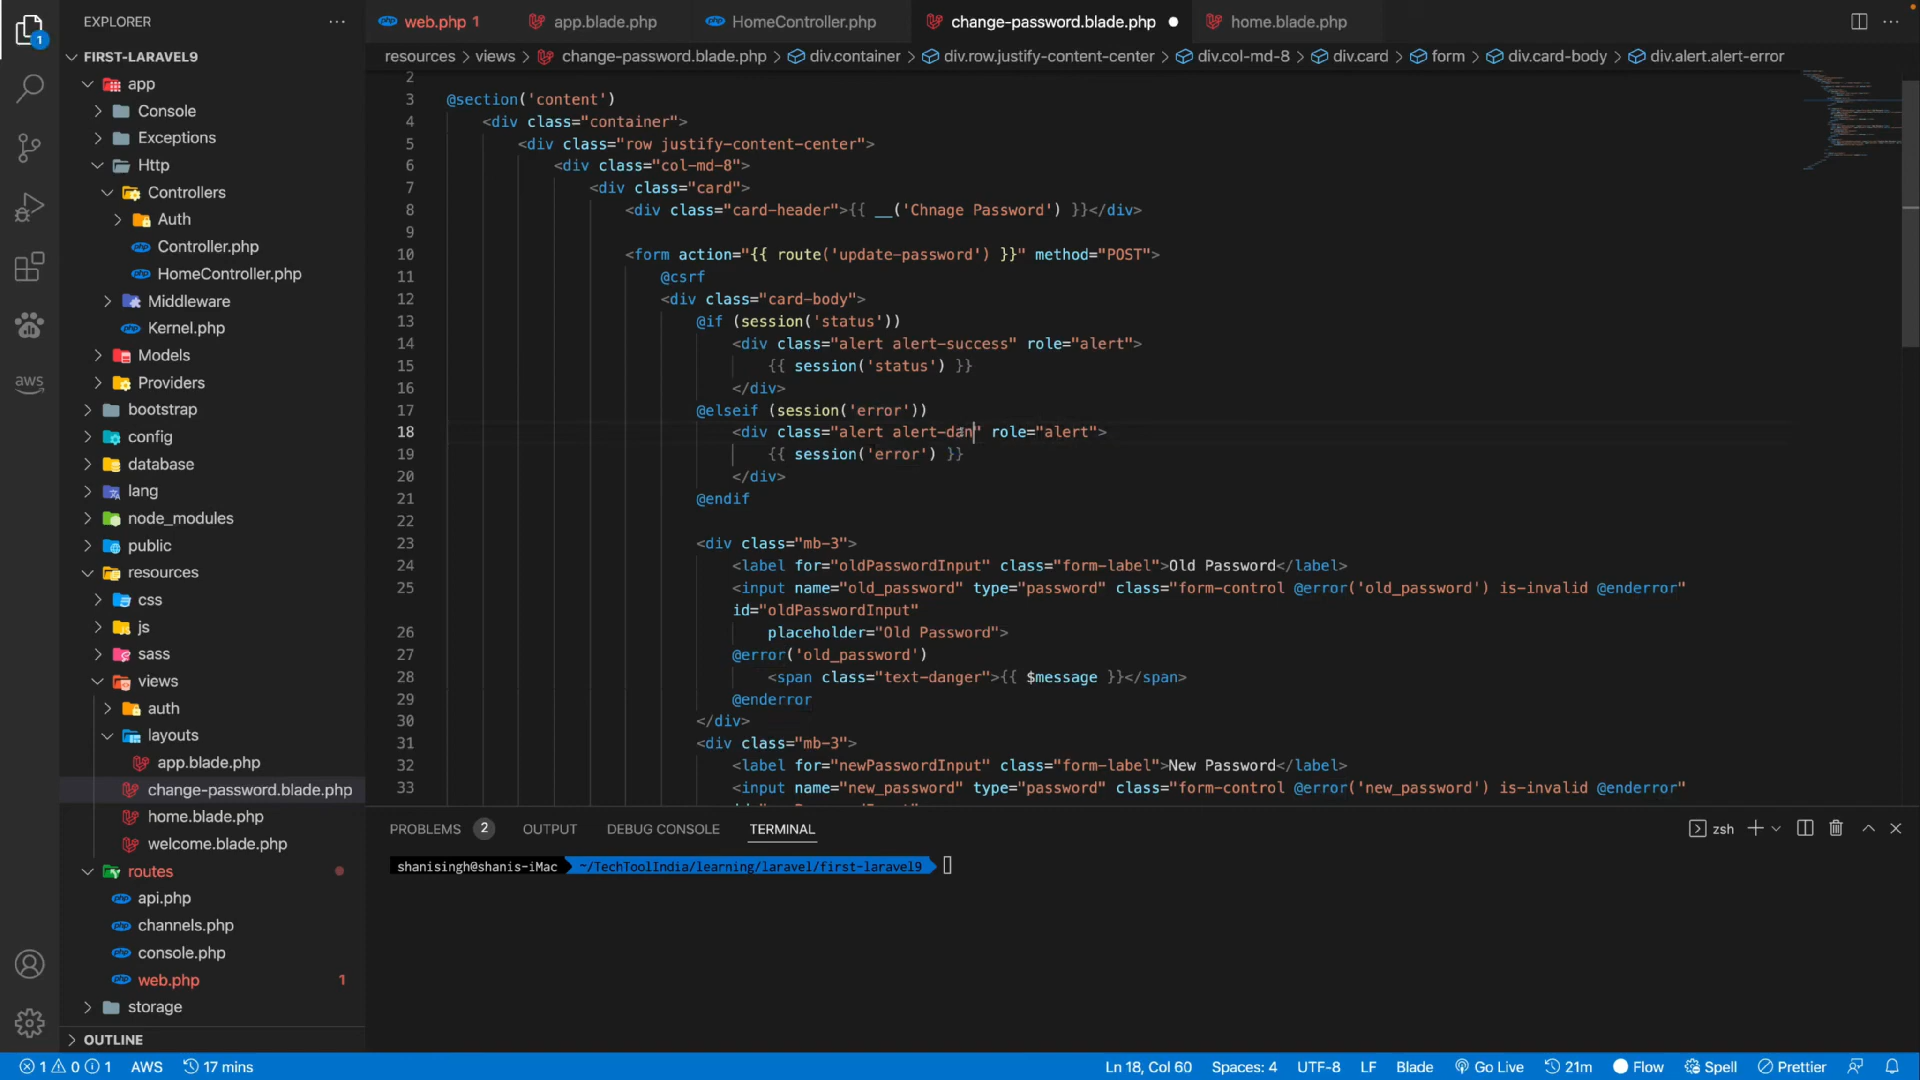 EXPLORER
web.php 1
app.blade.php
HomeController.php
change-password.blade.php
home.blade.php
resources > views > change-password.blade.php > div.container > div.row.justify-content-center > div.col-md-8 > div.card > form > div.card-body > div.alert.alert-error
1
FIRST-LARAVEL9
app
Console
Exceptions
Http
Controllers
Auth
Controller.php
HomeController.php
Middleware
Kernel.php
Models
Providers
bootstrap
config
database
lang
node_modules
public
resources
css
js
sass
views
auth
layouts
app.blade.php
change-password.blade.php
home.blade.php
welcome.blade.php
routes
api.php
channels.php
console.php
web.php 1
storage
OUTLINE
aws
2
3 @section('content')
4 <div class="container">
5 <div class="row justify-content-center">
6 <div class="col-md-8">
7 <div class="card">
8 <div class="card-header">{{ __('Chnage Password') }}</div>
9
10 <form action="{{ route('update-password') }}" method="POST">
11 @csrf
12 <div class="card-body">
13 @if (session('status'))
14 <div class="alert alert-success" role="alert">
15 {{ session('status') }}
16 </div>
17 @elseif (session('error'))
18 <div class="alert alert-dan" role="alert">
19 {{ session('error') }}
20 </div>
21 @endif
22
23 <div class="mb-3">
24 <label for="oldPasswordInput" class="form-label">Old Password</label>
25 <input name="old_password" type="password" class="form-control @error('old_password') is-invalid @enderror"
id="oldPasswordInput"
26 placeholder="Old Password">
27 @error('old_password')
28 <span class="text-danger">{{ $message }}</span>
29 @enderror
30 </div>
31 <div class="mb-3">
32 <label for="newPasswordInput" class="form-label">New Password</label>
33 <input name="new_password" type="password" class="form-control @error('new_password') is-invalid @enderror"
PROBLEMS 2 OUTPUT DEBUG CONSOLE TERMINAL
zsh
shanisingh@shanis-iMac ~/TechToolIndia/learning/laravel/first-laravel9
1 0 1 AWS 17 mins
Ln 18, Col 60 Spaces: 4 UTF-8 LF Blade Go Live 21m Flow Spell Prettier